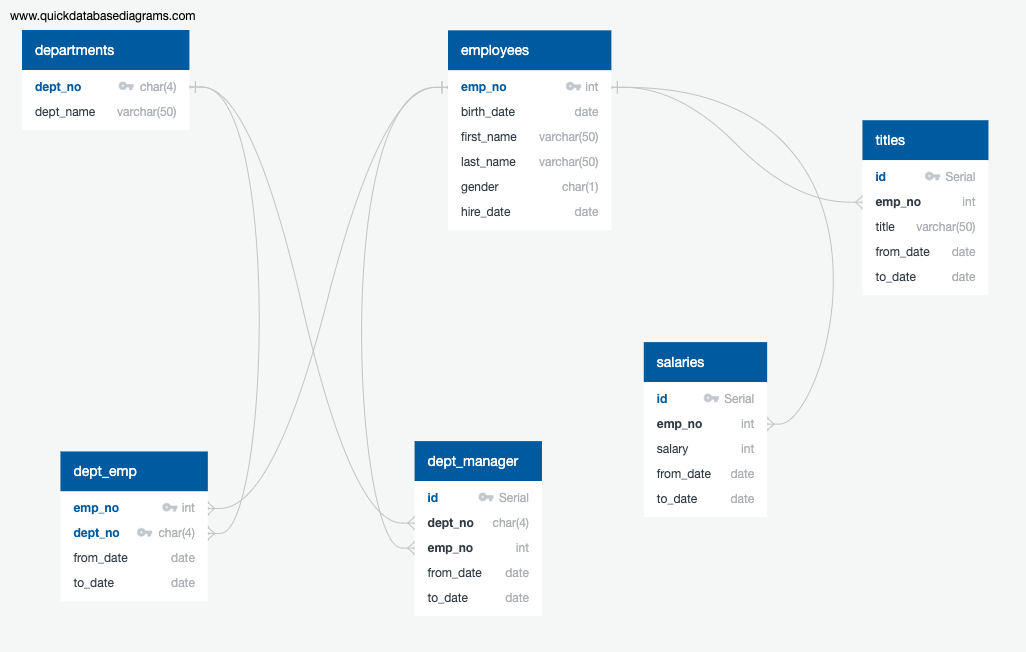 www.quickdatabasediagrams.com
departments
dept_no char(4)
dept_name varchar(50)
employees
emp_no int
birth_date date
first_name varchar(50)
last_name varchar(50)
gender char(1)
hire_date date
titles
id Serial
emp_no int
title varchar(50)
from_date date
to_date date
salaries
id Serial
emp_no int
salary int
from_date date
to_date date
dept_emp
emp_no int
dept_no char(4)
from_date date
to_date date
dept_manager
id Serial
dept_no char(4)
emp_no int
from_date date
to_date date